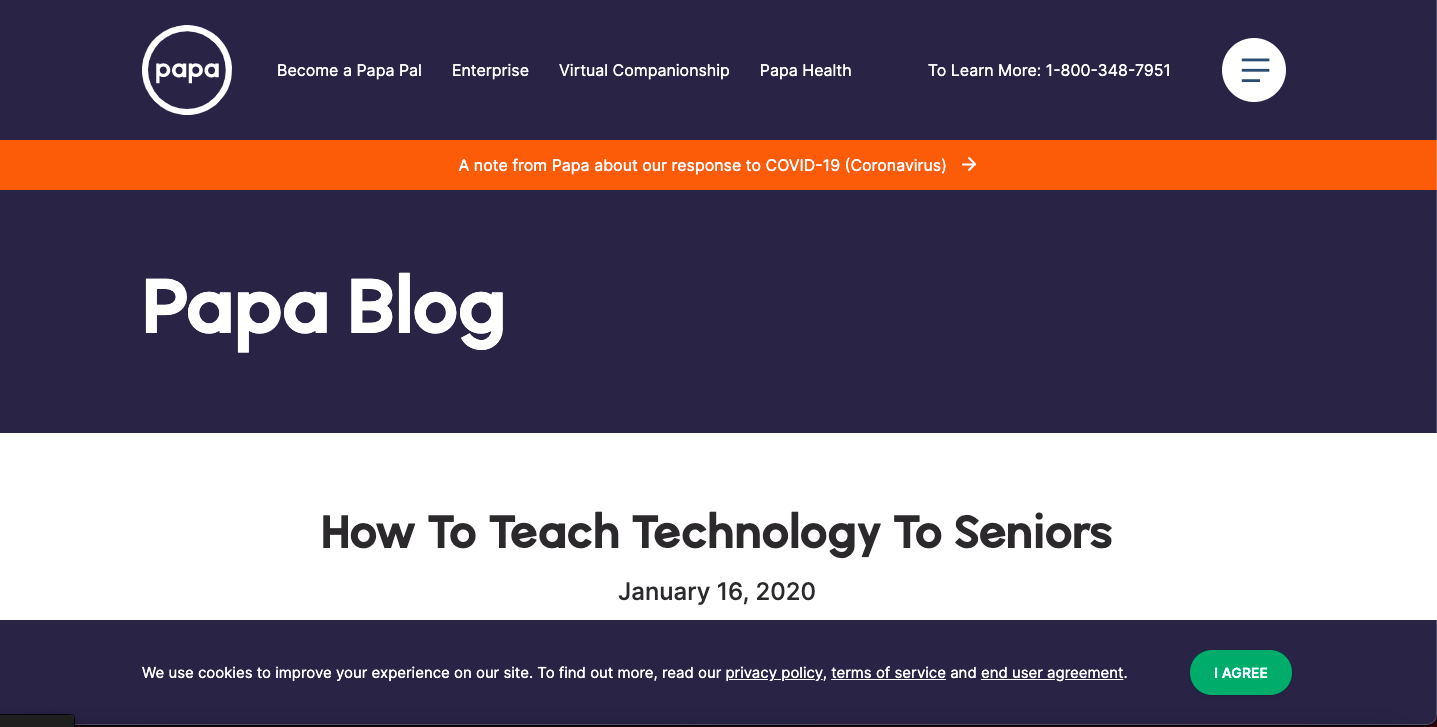 papa
Become a Papa Pal
Enterprise
Virtual Companionship
Papa Health
To Learn More: 1-800-348-7951
A note from Papa about our response to COVID-19 (Coronavirus) →
Papa Blog
How To Teach Technology To Seniors
January 16, 2020
We use cookies to improve your experience on our site. To find out more, read our privacy policy, terms of service and end user agreement.
I AGREE